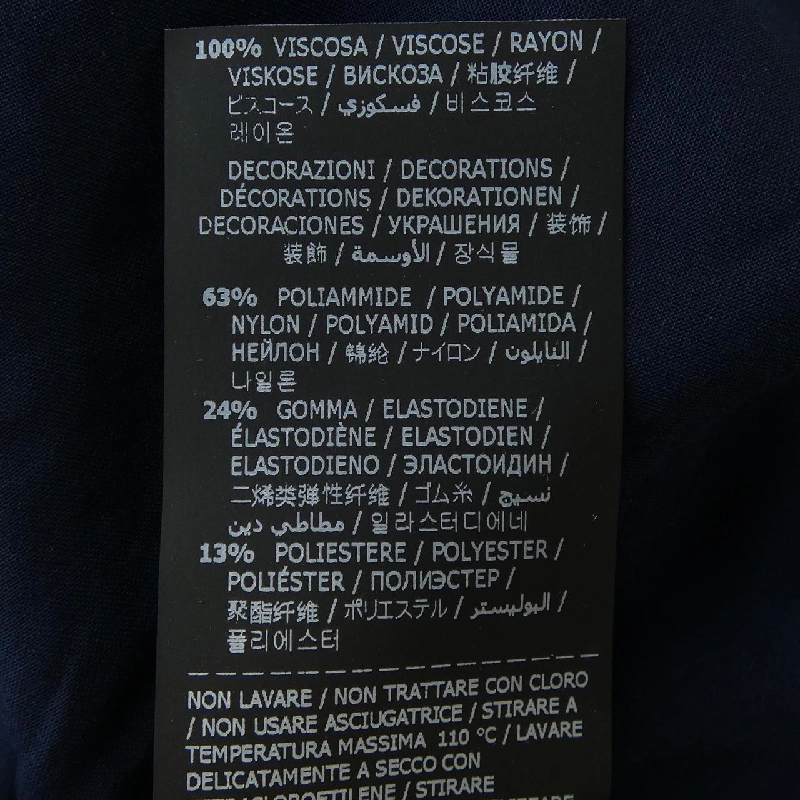 100% VISCOSA / VISCOSE / RAYON /
VISKOSE / ВИСКОЗА / 粘胶纤维 /
ビスコース / فسكوزي / 비스코스
레이온
DECORAZIONI / DECORATIONS /
DÉCORATIONS / DEKORATIONEN /
DECORACIONES / УКРАШЕНИЯ / 装饰 /
装飾 / الأوسمة / 장식물
63% POLIAMMIDE / POLYAMIDE /
NYLON / POLYAMID / POLIAMIDA /
НЕЙЛОН / 锦纶 / ナイロン / النايلون /
나일론
24% GOMMA / ELASTODIENE /
ÉLASTODIÈNE / ELASTODIEN /
ELASTODIENO / ЭЛАСТОИДИН /
二烯类弹性纤维 / ゴム糸 / نسيج
مطاطي دين / 일라스터디에네
13% POLIESTERE / POLYESTER /
POLIÉSTER / ПОЛИЭСТЕР /
聚酯纤维 / ポリエステル / البوليستر /
폴리에스터
NON LAVARE / NON TRATTARE CON CLORO
/ NON USARE ASCIUGATRICE / STIRARE A
TEMPERATURA MASSIMA 110 °C / LAVARE
DELICATAMENTE A SECCO CON
/ STIRARE